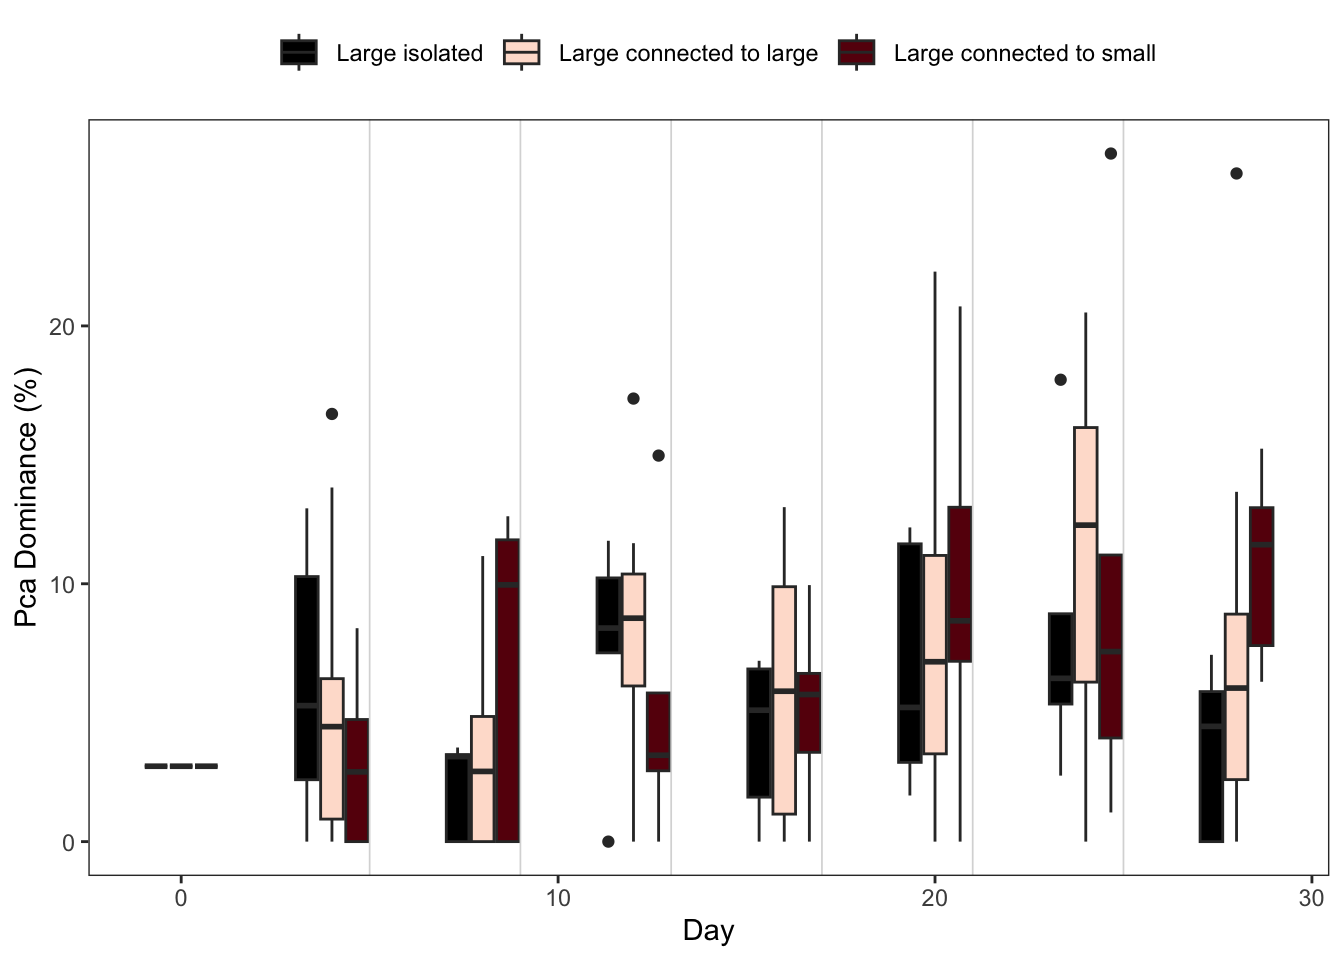 Large isolated Large connected to large Large connected to small
Pca Dominance (%)
20
10
0
0 10 20 30
Day